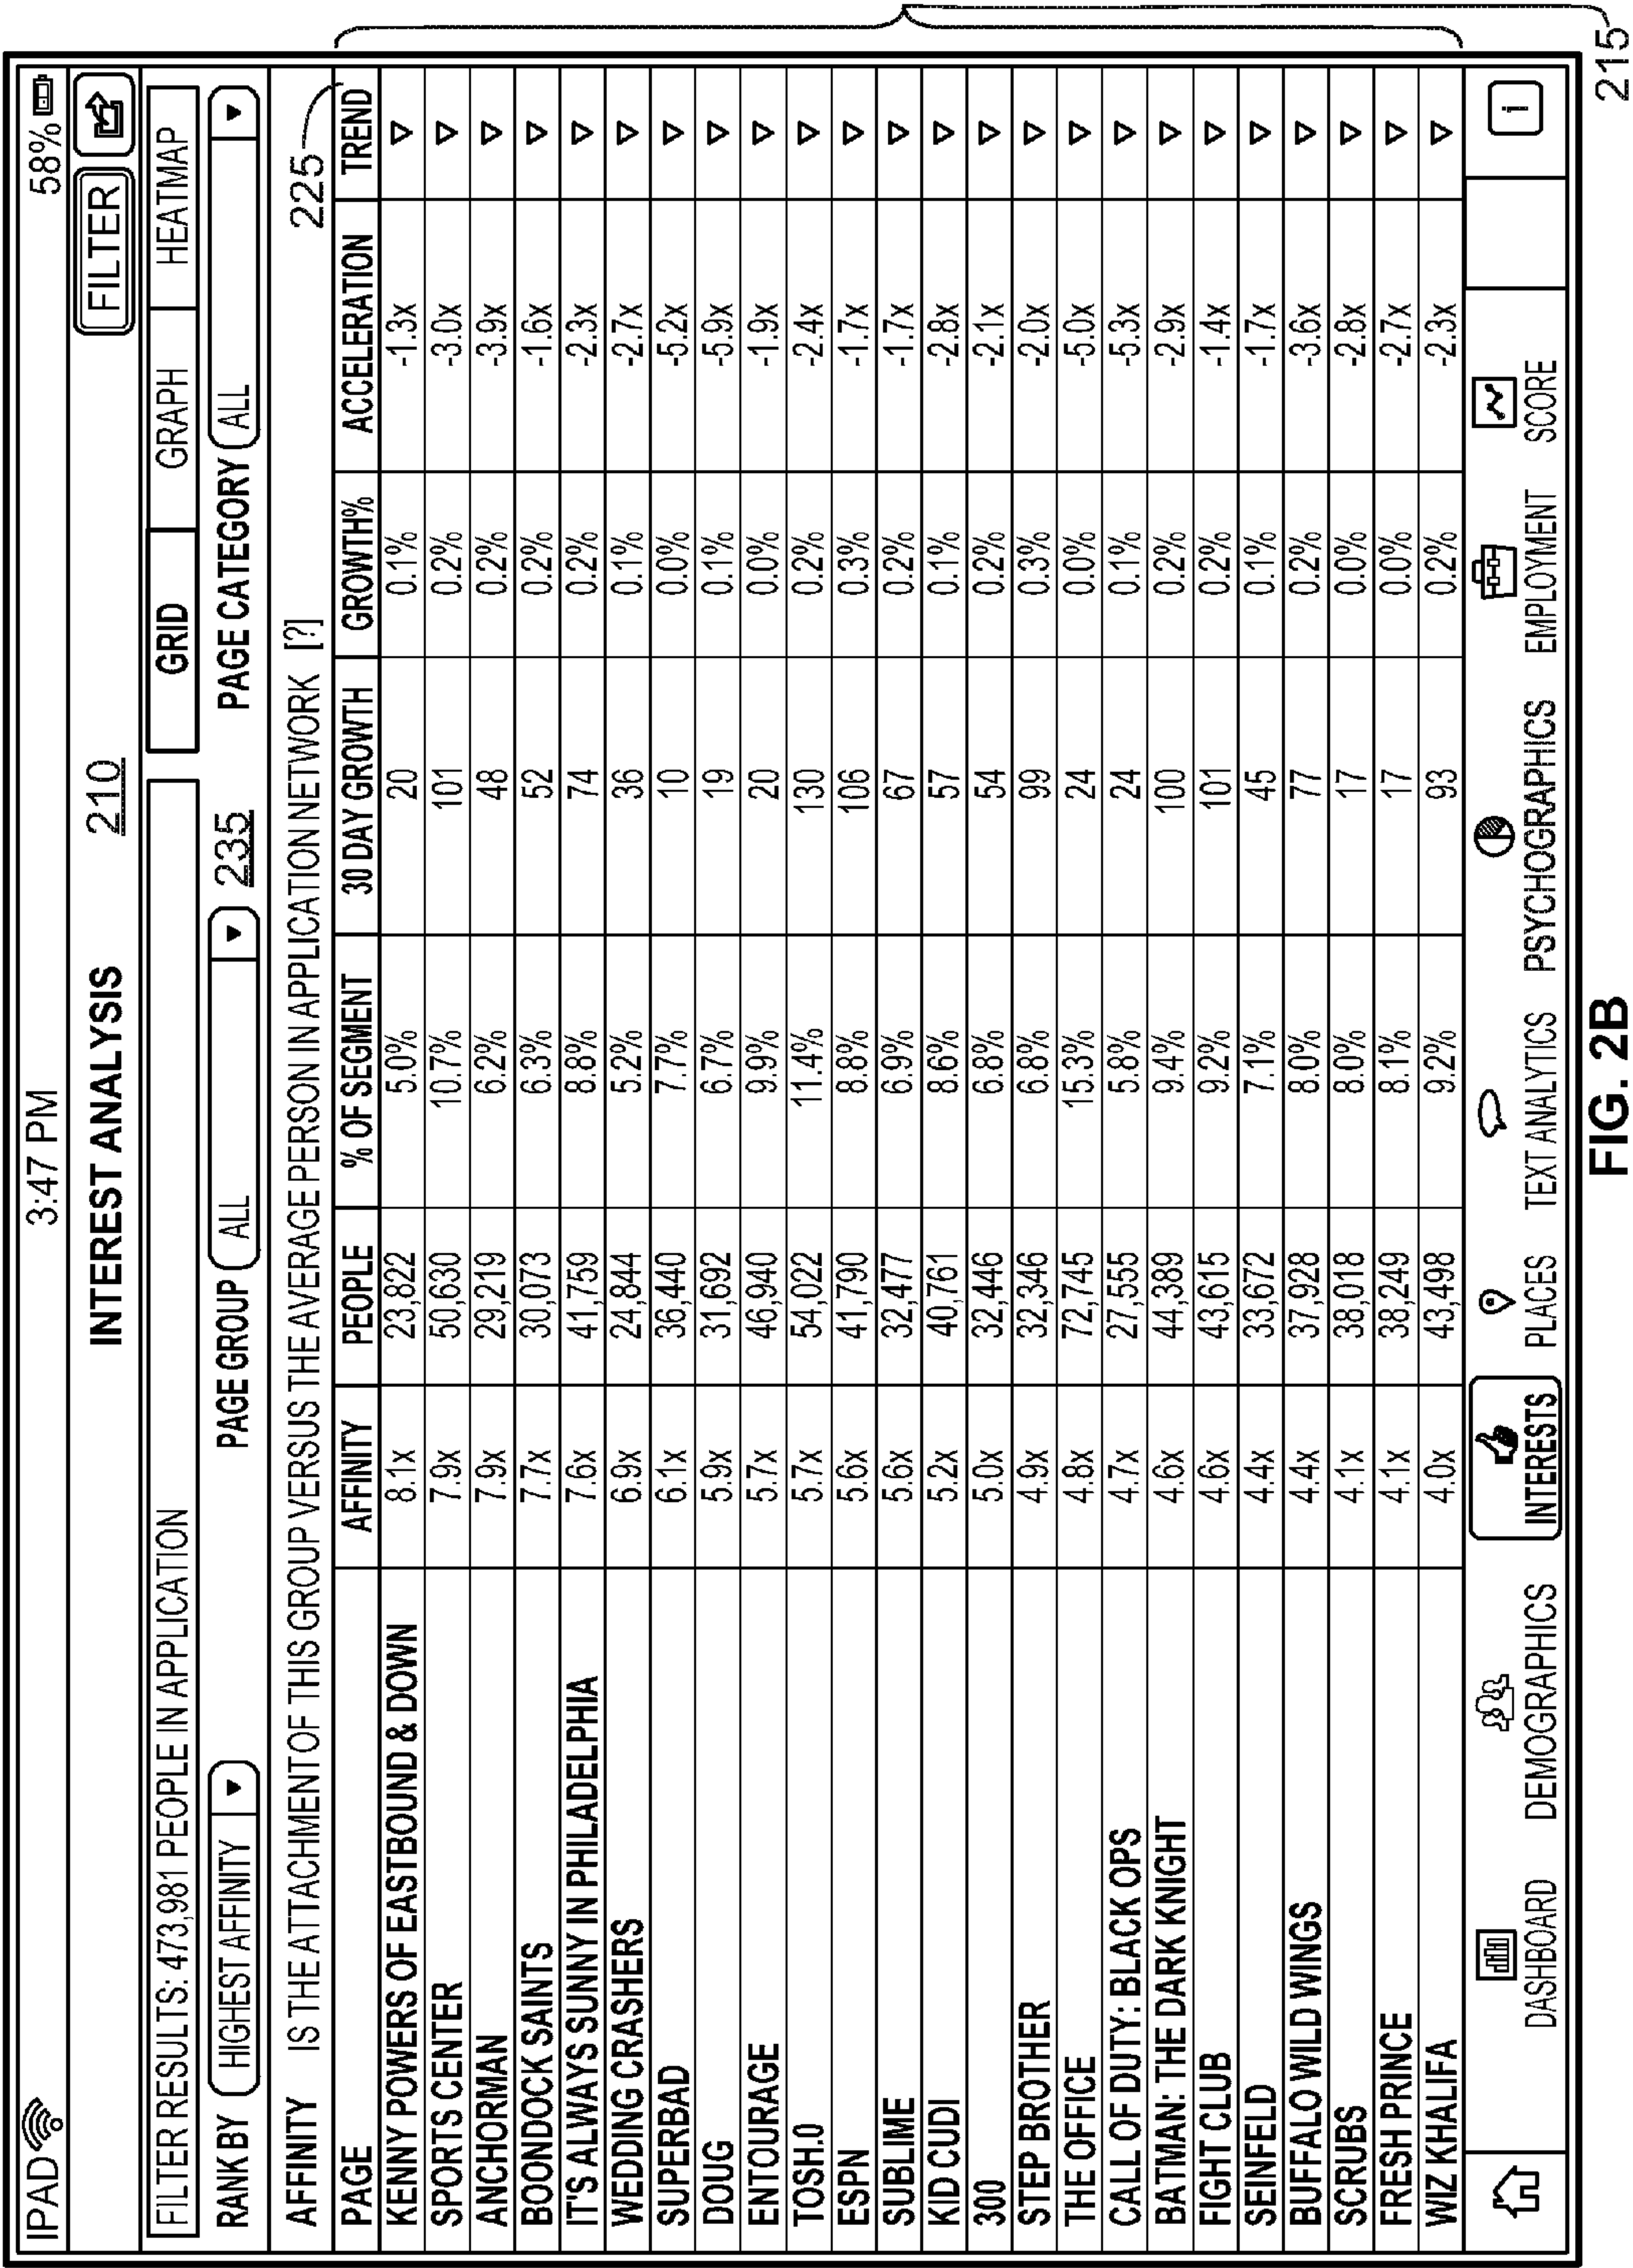 IPAD 3:47 PM 58%
INTEREST ANALYSIS 210 FILTER
FILTER RESULTS: 473,981 PEOPLE IN APPLICATION GRID GRAPH HEATMAP
RANK BY HIGHEST AFFINITY PAGE GROUP ALL 235 PAGE CATEGORY ALL
AFFINITY IS THE ATTACHMENT OF THIS GROUP VERSUS THE AVERAGE PERSON IN APPLICATION NETWORK [?] 225
PAGE AFFINITY PEOPLE % OF SEGMENT 30 DAY GROWTH GROWTH% ACCELERATION TREND
KENNY POWERS OF EASTBOUND & DOWN 8.1x 23,822 5.0% 20 0.1% -1.3x
SPORTS CENTER 7.9x 50,630 10.7% 101 0.2% -3.0x
ANCHORMAN 7.9x 29,219 6.2% 48 0.2% -3.9x
BOONDOCK SAINTS 7.7x 30,073 6.3% 52 0.2% -1.6x
IT'S ALWAYS SUNNY IN PHILADELPHIA 7.6x 41,759 8.8% 74 0.2% -2.3x
WEDDING CRASHERS 6.9x 24,844 5.2% 36 0.1% -2.7x
SUPERBAD 6.1x 36,440 7.7% 10 0.0% -5.2x
DOUG 5.9x 31,692 6.7% 19 0.1% -5.9x
ENTOURAGE 5.7x 46,940 9.9% 20 0.0% -1.9x
TOSH.0 5.7x 54,022 11.4% 130 0.2% -2.4x
ESPN 5.6x 41,790 8.8% 106 0.3% -1.7x
SUBLIME 5.6x 32,477 6.9% 67 0.2% -1.7x
KID CUDI 5.2x 40,761 8.6% 57 0.1% -2.8x
300 5.0x 32,446 6.8% 54 0.2% -2.1x
STEP BROTHER 4.9x 32,346 6.8% 99 0.3% -2.0x
THE OFFICE 4.8x 72,745 15.3% 24 0.0% -5.0x
CALL OF DUTY: BLACK OPS 4.7x 27,555 5.8% 24 0.1% -5.3x
BATMAN: THE DARK KNIGHT 4.6x 44,389 9.4% 100 0.2% -2.9x
FIGHT CLUB 4.6x 43,615 9.2% 101 0.2% -1.4x
SEINFELD 4.4x 33,672 7.1% 45 0.1% -1.7x
BUFFALO WILD WINGS 4.4x 37,928 8.0% 77 0.2% -3.6x
SCRUBS 4.1x 38,018 8.0% 17 0.0% -2.8x
FRESH PRINCE 4.1x 38,249 8.1% 17 0.0% -2.7x
WIZ KHALIFA 4.0x 43,498 9.2% 93 0.2% -2.3x
DASHBOARD DEMOGRAPHICS INTERESTS PLACES TEXT ANALYTICS PSYCHOGRAPHICS EMPLOYMENT SCORE i
215
FIG. 2B